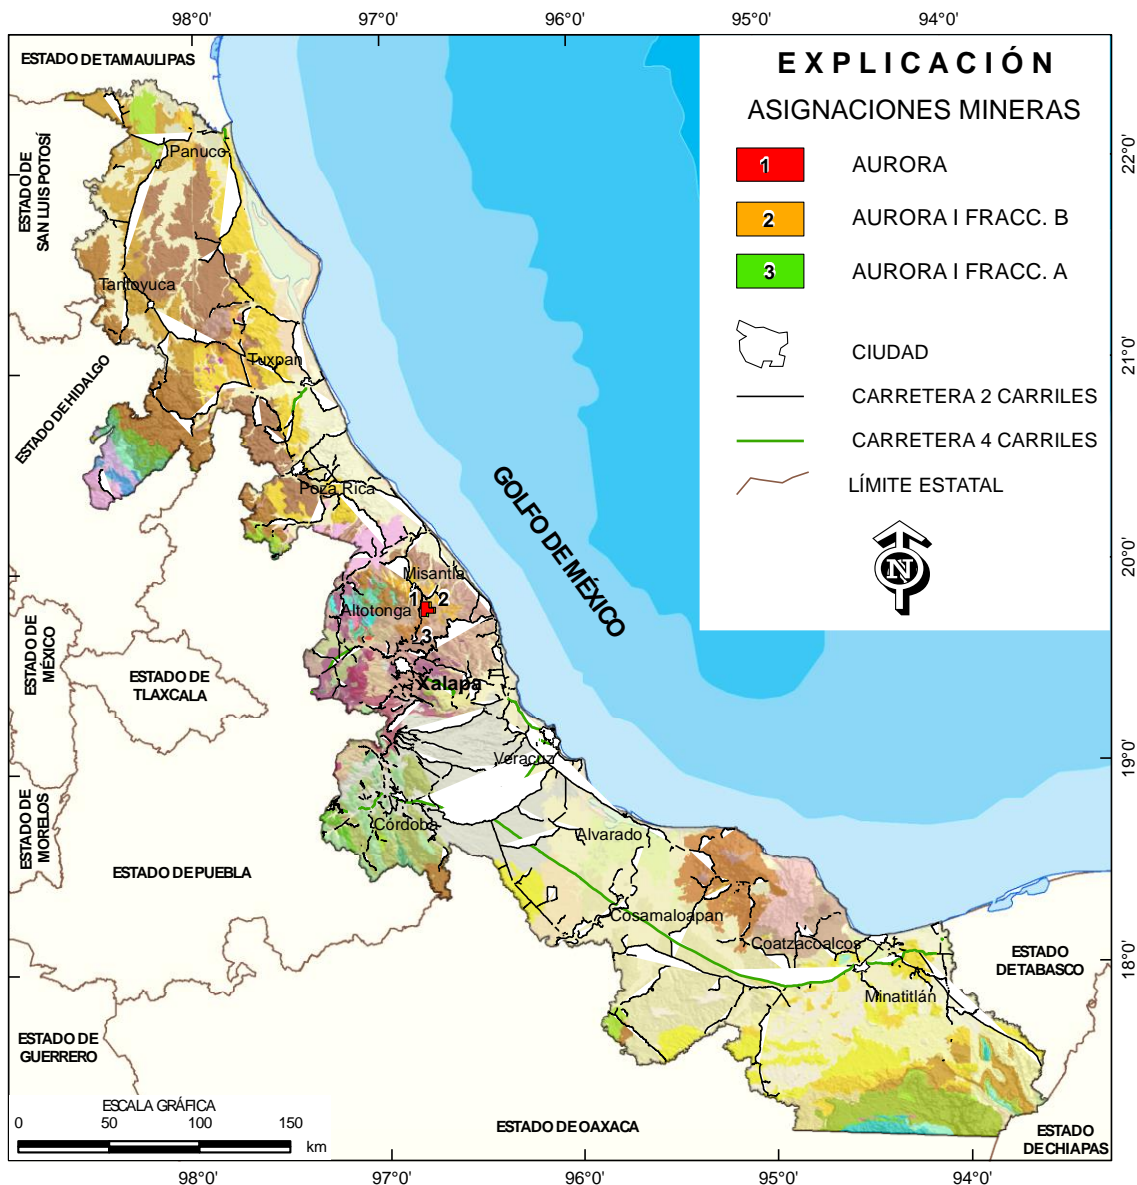 98°0'
97°0'
96°0'
95°0'
94°0'
ESTADO DE TAMAULIPAS
ESTADO DE
SAN LUIS POTOSÍ
Panuco
Tantoyuca
Tuxpan
ESTADO DE HIDALGO
Poza Rica
Misantla
1
2
Altotonga
3
Xalapa
GOLFO DE MÉXICO
ESTADO DE
MÉXICO
ESTADO DE
TLAXCALA
ESTADO DE
MORELOS
Veracuz
Córdoba
Alvarado
ESTADO DE PUEBLA
Cosamaloapan
Coatzacoalcos
Minatitlán
ESTADO
DE TABASCO
ESTADO DE
GUERRERO
ESTADO DE OAXACA
ESTADO
DE CHIAPAS
EXPLICACIÓN
ASIGNACIONES MINERAS
1 AURORA
2 AURORA I FRACC. B
3 AURORA I FRACC. A
CIUDAD
CARRETERA 2 CARRILES
CARRETERA 4 CARRILES
LÍMITE ESTATAL
N
22°0'
21°0'
20°0'
19°0'
18°0'
ESCALA GRÁFICA
0 50 100 150
km
98°0'
97°0'
96°0'
95°0'
94°0'